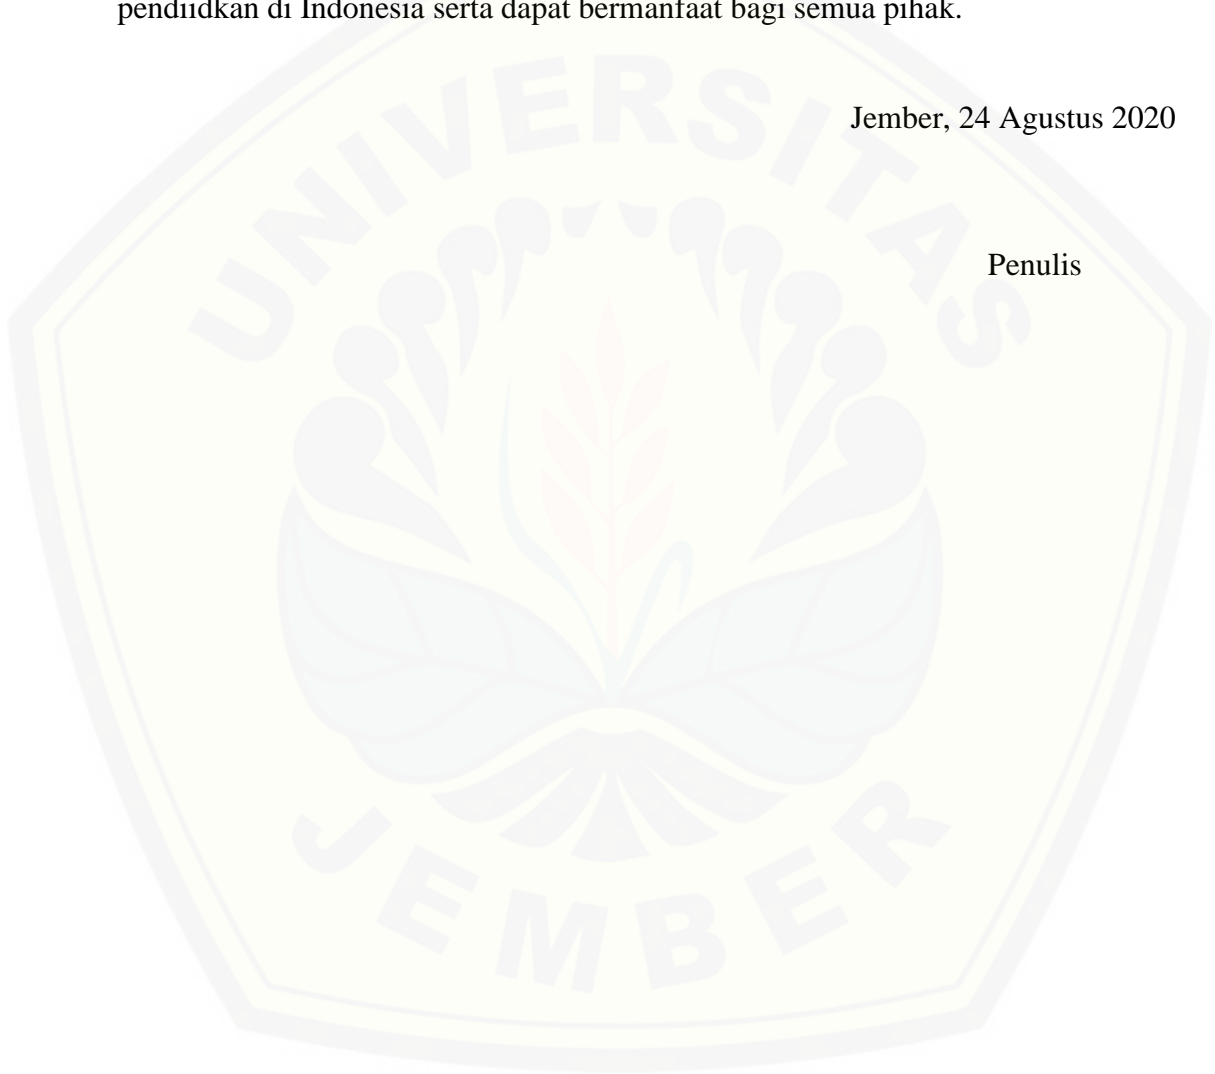 pendiidkan di Indonesia serta dapat bermanfaat bagi semua pihak.
Jember, 24 Agustus 2020
Penulis
UNIVERSITAS
JEMBER